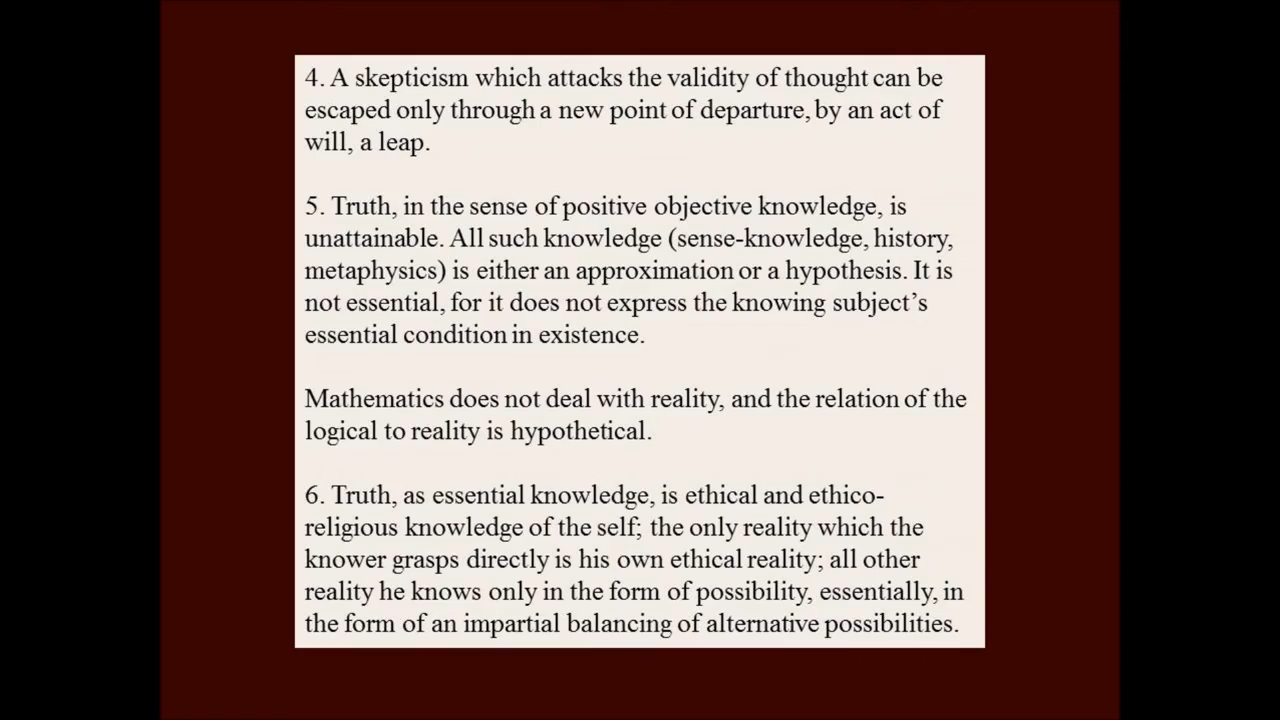 4. A skepticism which attacks the validity of thought can be
escaped only through a new point of departure, by an act of
will, a leap.
5. Truth, in the sense of positive objective knowledge, is
unattainable. All such knowledge (sense-knowledge, history,
metaphysics) is either an approximation or a hypothesis. It is
not essential, for it does not express the knowing subject’s
essential condition in existence.
Mathematics does not deal with reality, and the relation of the
logical to reality is hypothetical.
6. Truth, as essential knowledge, is ethical and ethico-
religious knowledge of the self; the only reality which the
knower grasps directly is his own ethical reality; all other
reality he knows only in the form of possibility, essentially, in
the form of an impartial balancing of alternative possibilities.